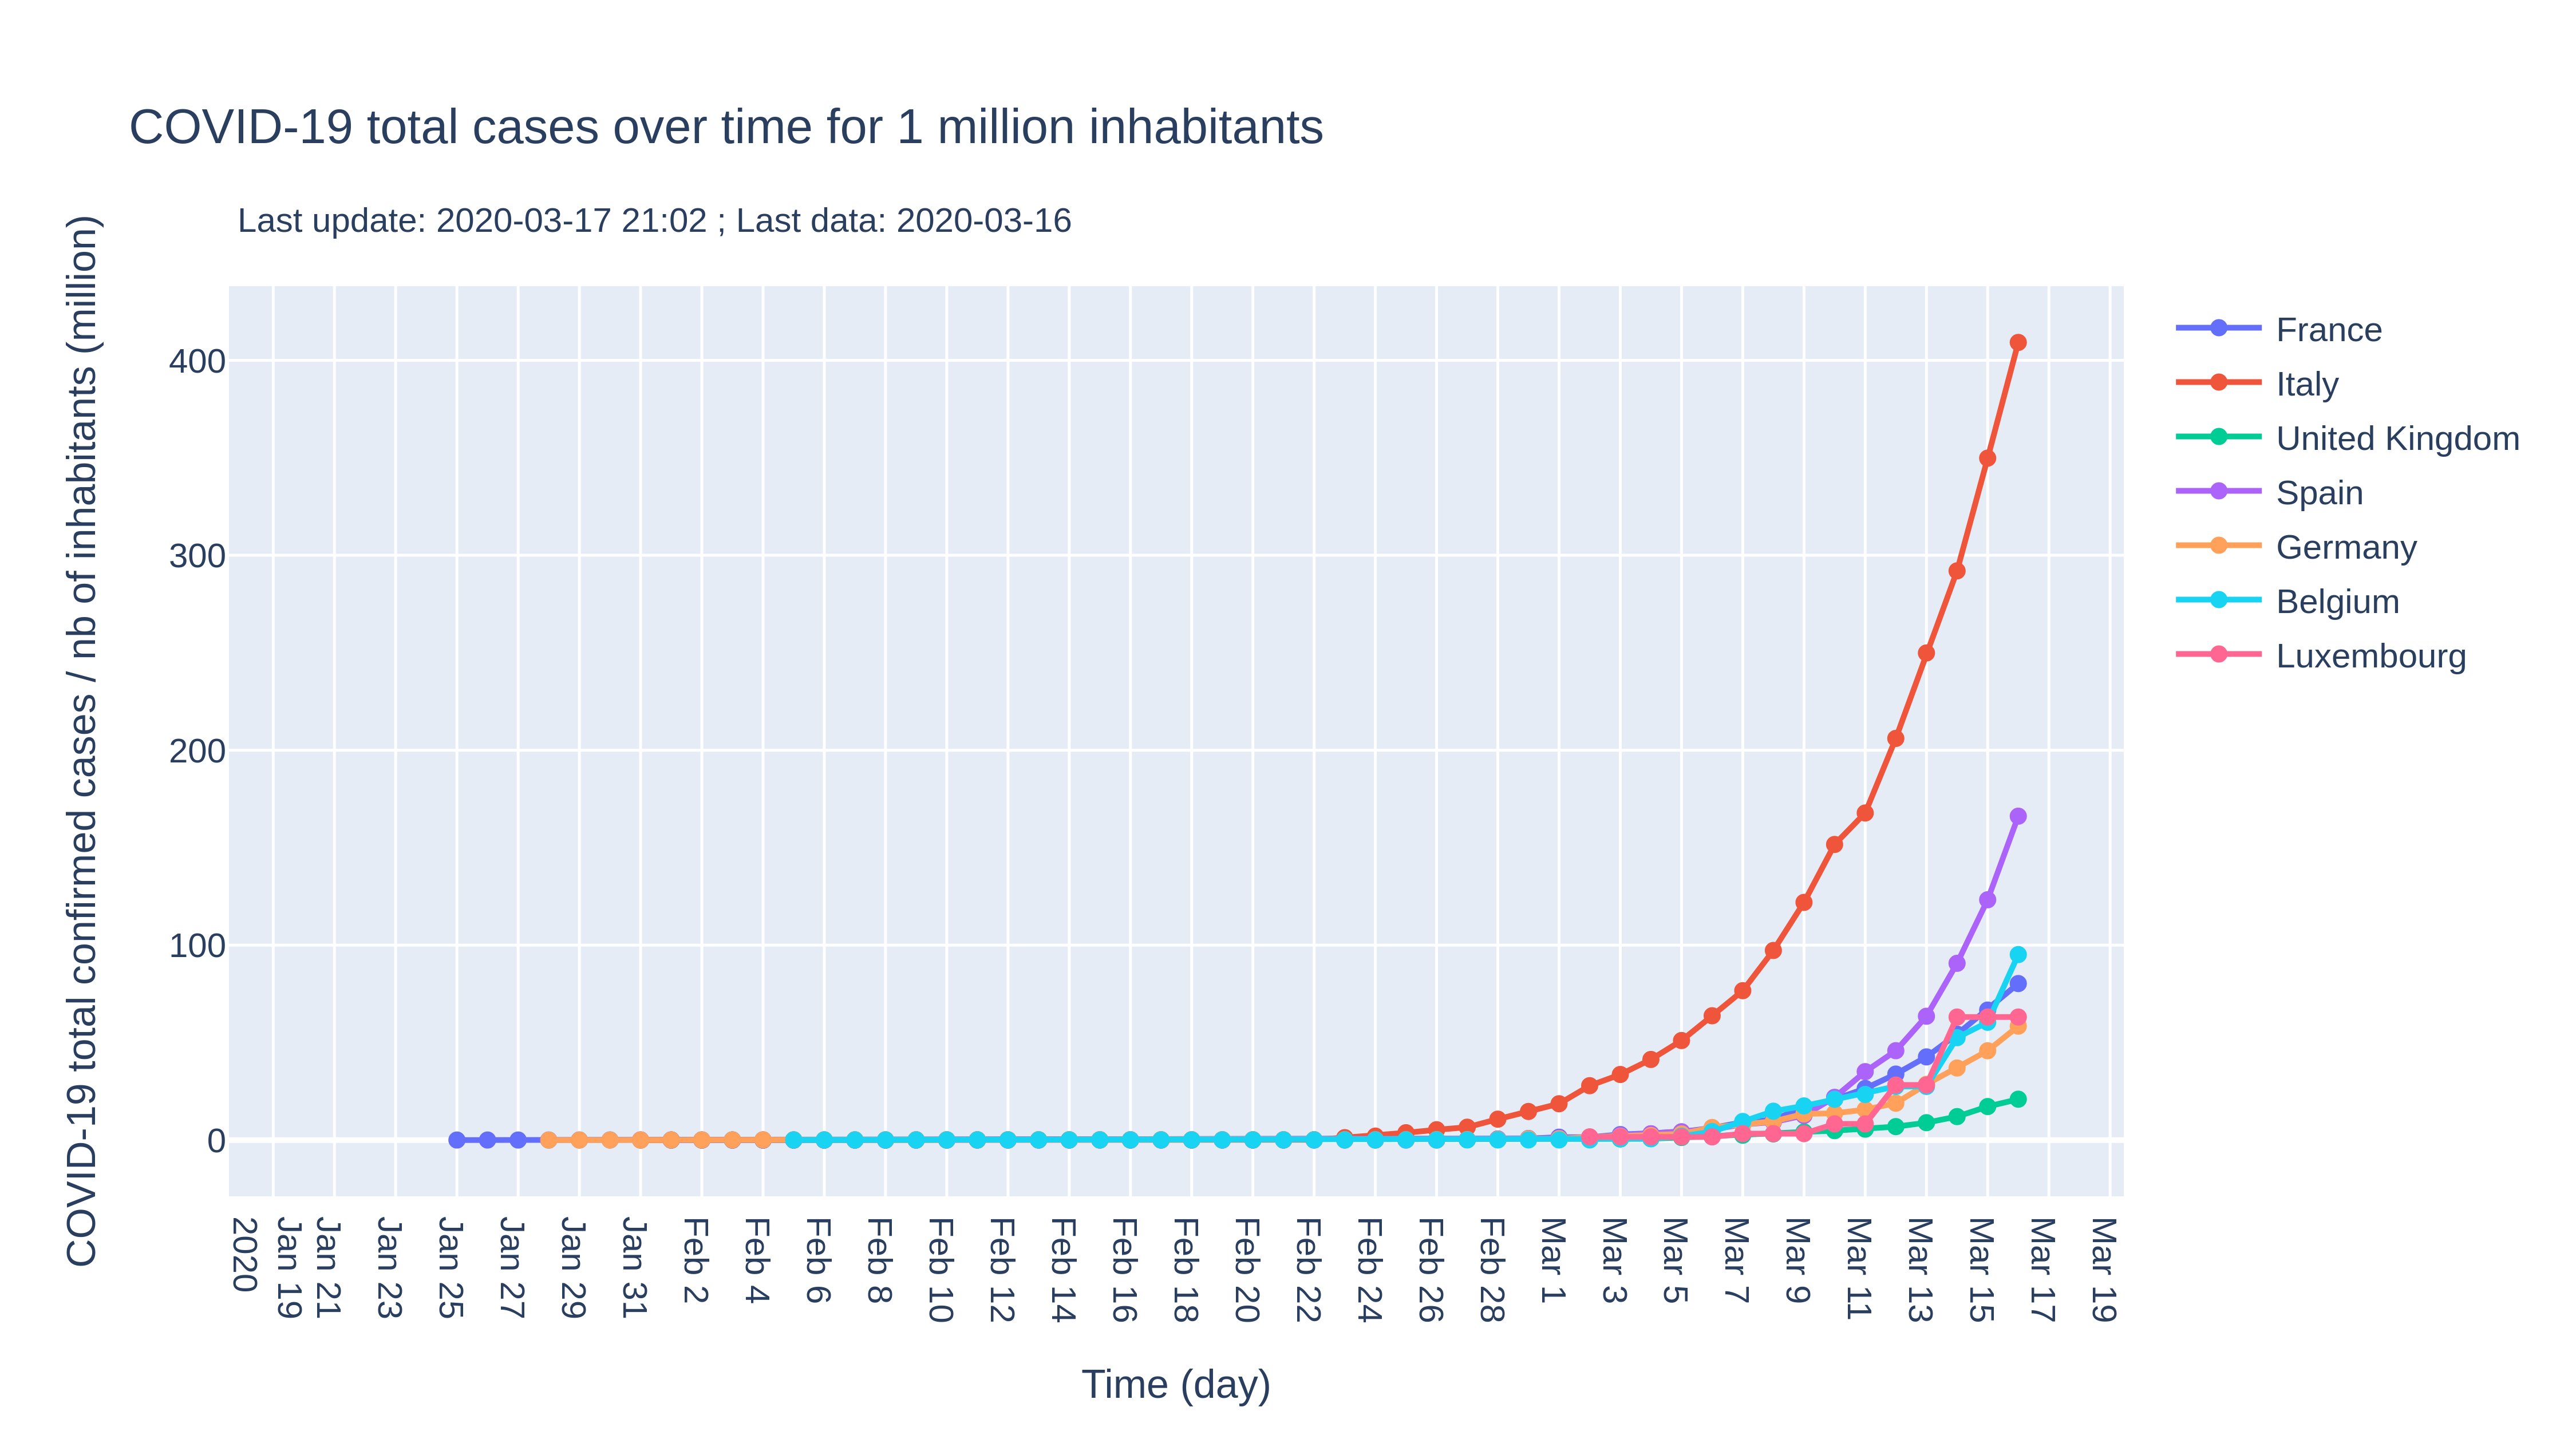 COVID-19 total cases over time for 1 million inhabitants
Last update: 2020-03-17 21:02 ; Last data: 2020-03-16
COVID-19 total confirmed cases / nb of inhabitants (million)
400
300
200
100
0
Jan 19
2020
Jan 21
Jan 23
Jan 25
Jan 27
Jan 29
Jan 31
Feb 2
Feb 4
Feb 6
Feb 8
Feb 10
Feb 12
Feb 14
Feb 16
Feb 18
Feb 20
Feb 22
Feb 24
Feb 26
Feb 28
Mar 1
Mar 3
Mar 5
Mar 7
Mar 9
Mar 11
Mar 13
Mar 15
Mar 17
Mar 19
Time (day)
France
Italy
United Kingdom
Spain
Germany
Belgium
Luxembourg